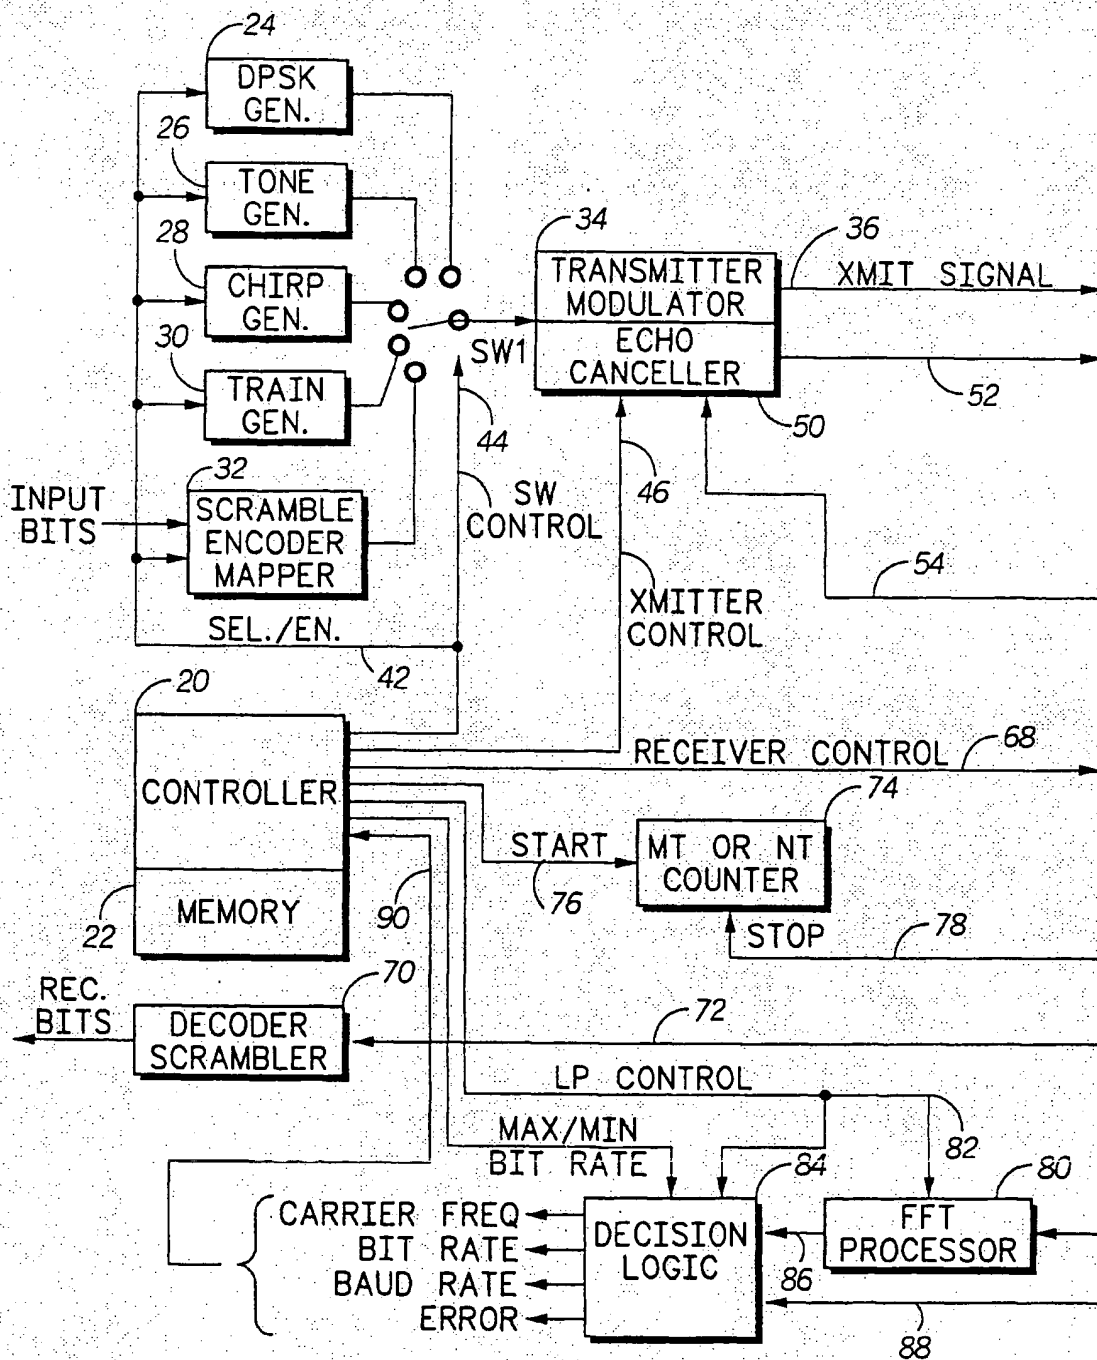 24
DPSK
GEN.
26
TONE
GEN.
28
CHIRP
GEN.
30
TRAIN
GEN.
32
INPUT
BITS
SCRAMBLE
ENCODER
MAPPER
SEL./EN.
42
SW1
44
SW
CONTROL
34
TRANSMITTER
MODULATOR
ECHO
CANCELLER
50
36
XMIT SIGNAL
52
46
54
XMITTER
CONTROL
20
CONTROLLER
22
MEMORY
90
RECEIVER CONTROL
68
74
START
76
MT OR NT
COUNTER
STOP
78
70
REC.
BITS
DECODER
SCRAMBLER
72
LP CONTROL
82
MAX/MIN
BIT RATE
84
80
CARRIER FREQ
BIT RATE
BAUD RATE
ERROR
DECISION
LOGIC
86
FFT
PROCESSOR
88